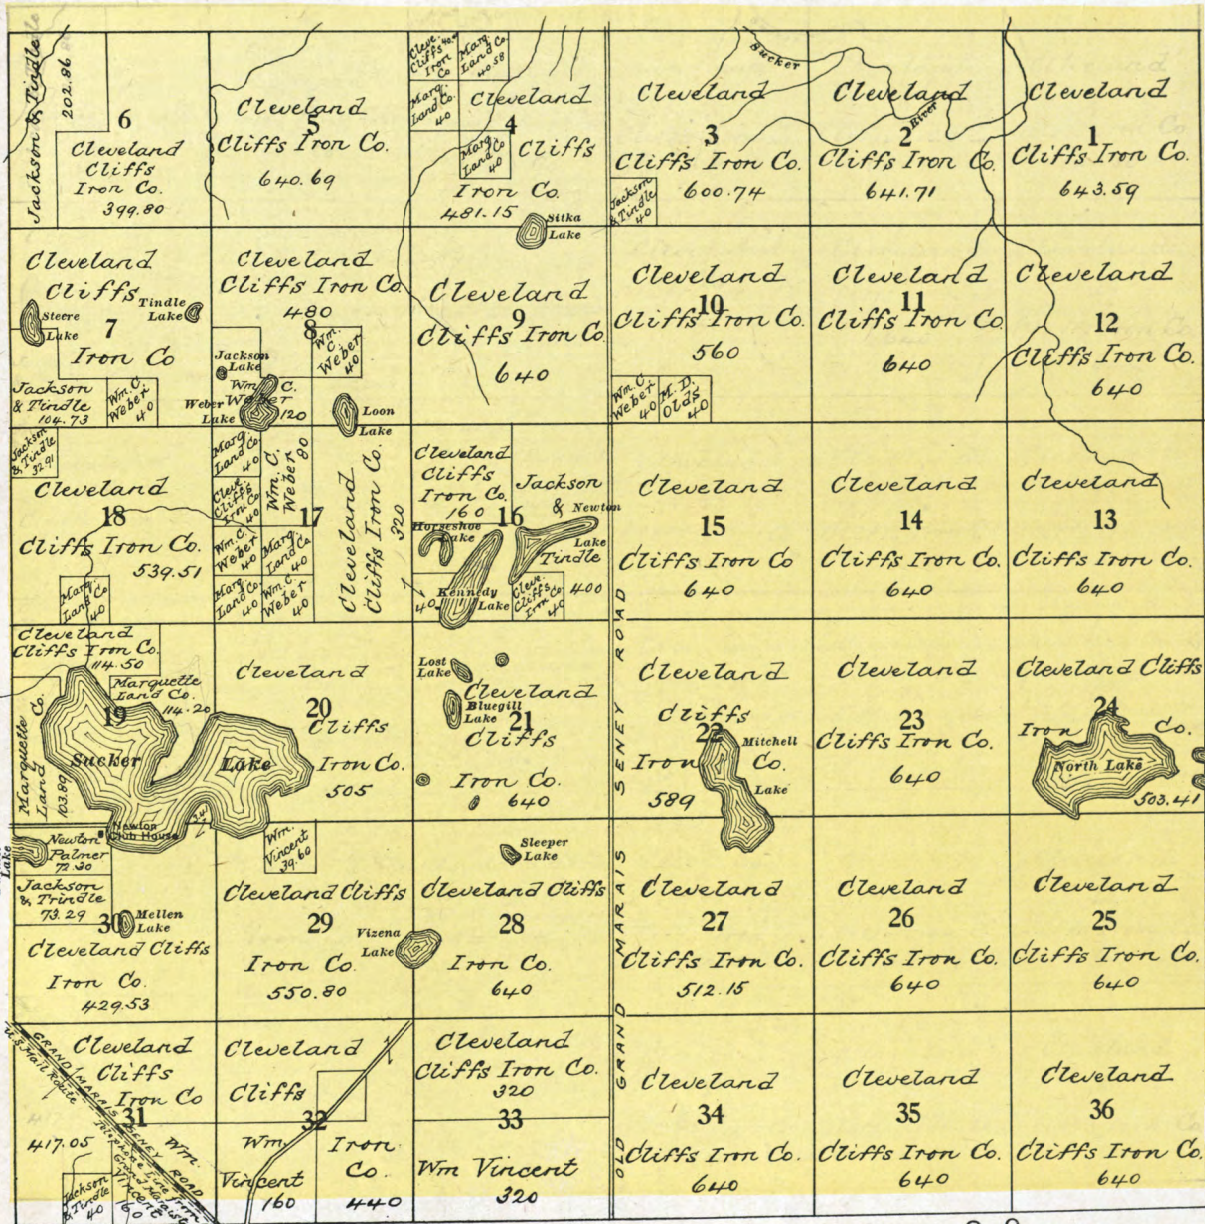 Jackson & Tindle
202.86
6
Cleveland
Cliffs
Iron Co.
399.80
Cleveland
5
Cliffs Iron Co.
640.69
Cleve.
Cliffs
Iron
Co
Marq.
Land Co.
40.58
Marq.
Land Co.
40
Cleveland
4
Marq.
Land Co.
40
Cliffs
Iron Co.
481.15
Sitka
Lake
Cleveland
3
Cliffs Iron Co.
600.74
Jackson
& Tindle
40
Sucker
River
Cleveland
2
Cliffs Iron Co.
641.71
Cleveland
1
Cliffs Iron Co.
643.59
Cleveland
Cliffs
Steere
Lake
Tindle
Lake
7
Iron Co
Jackson
& Tindle
104.73
Wm. C.
Weber
40
Cleveland
Cliffs Iron Co.
480
8
Wm.
C.
Weber
40
Jackson
Lake
Wm. C.
Weber
120
Weber
Lake
Loon
Lake
Cleveland
9
Cliffs Iron Co.
640
Cleveland
10
Cliffs Iron Co.
560
Wm. C.
Weber
40
M. D.
Olds
40
Cleveland
11
Cliffs Iron Co.
640
Cleveland
12
Cliffs Iron Co.
640
Jackson
& Tindle
32.91
Cleveland
18
Cliffs Iron Co.
539.51
Marq.
Land Co.
40
Marq.
Land Co.
40
Wm. C.
Weber
80
Cleve.
Cliffs
Iron Co.
40
17
Wm. C.
Weber
40
Marq.
Land Co.
40
Marq.
Land Co.
40
Wm. C.
Weber
40
Cleveland
Cliffs Iron Co.
320
Cleveland
Cliffs
Iron Co.
160
16
Jackson
&
Tindle
400
Newton
Lake
Horseshoe
Lake
40
Kennedy
Lake
Cleve.
Cliffs
Iron Co.
40
Cleveland
15
Cliffs Iron Co
640
Cleveland
14
Cliffs Iron Co.
640
Cleveland
13
Cliffs Iron Co.
640
Cleveland
Cliffs Iron Co.
114.50
Marquette
Land Co.
114.20
19
Marquette
Land Co.
103.89
Sucker Lake
Newton
Club House
Cleveland
20
Cliffs
Iron Co.
505
Lost
Lake
Cleveland
Bluegill
Lake
21
Cliffs
Iron Co.
640
Cleveland
Cliffs
22
Iron Co.
589
Mitchell
Lake
Cleveland
23
Cliffs Iron Co.
640
Cleveland Cliffs
24
Iron Co.
North Lake
503.41
Lake
Newton
Palmer
72.30
Jackson
& Trindle
73.29
30
Mellen
Lake
Cleveland Cliffs
Iron Co.
429.53
Wm.
Vincent
39.60
Cleveland Cliffs
29
Iron Co.
550.80
Vizena
Lake
Sleeper
Lake
Cleveland Cliffs
28
Iron Co.
640
Cleveland
27
Cliffs Iron Co.
512.15
Cleveland
26
Cliffs Iron Co.
640
Cleveland
25
Cliffs Iron Co.
640
GRAND MARAIS SENEY ROAD
U.S. Mail Route
Telephone Line from
Grand Marais
Cleveland
Cliffs
Iron Co
31
417.05
Wm.
Vincent
160
Jackson
& Tindle
40
Cleveland
Cliffs
32
Wm.
Vincent
160
Iron
Co.
440
Cleveland
Cliffs Iron Co.
320
33
Wm Vincent
320
OLD GRAND MARAIS SENEY ROAD
Cleveland
34
Cliffs Iron Co.
640
Cleveland
35
Cliffs Iron Co.
640
Cleveland
36
Cliffs Iron Co.
640